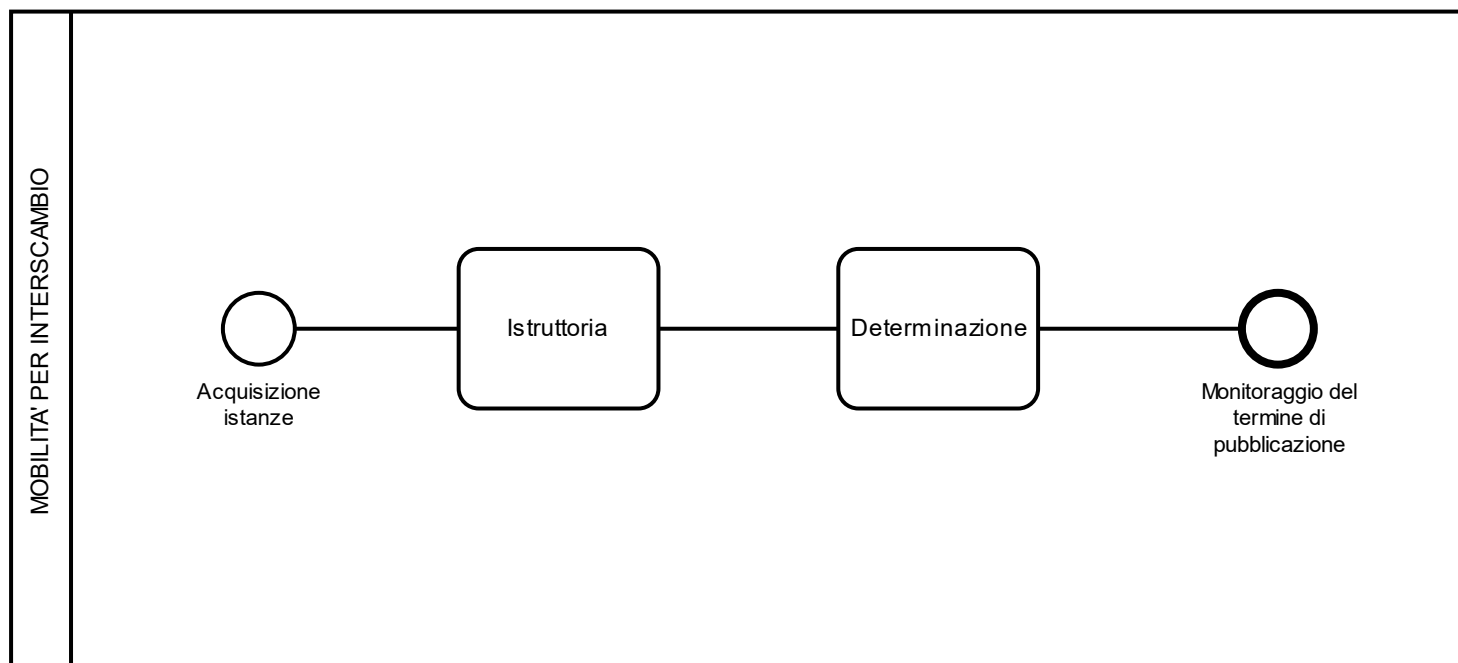 MOBILITA' PER INTERSCAMBIO
Istruttoria
Determinazione
Acquisizione
istanze
Monitoraggio del
termine di
pubblicazione